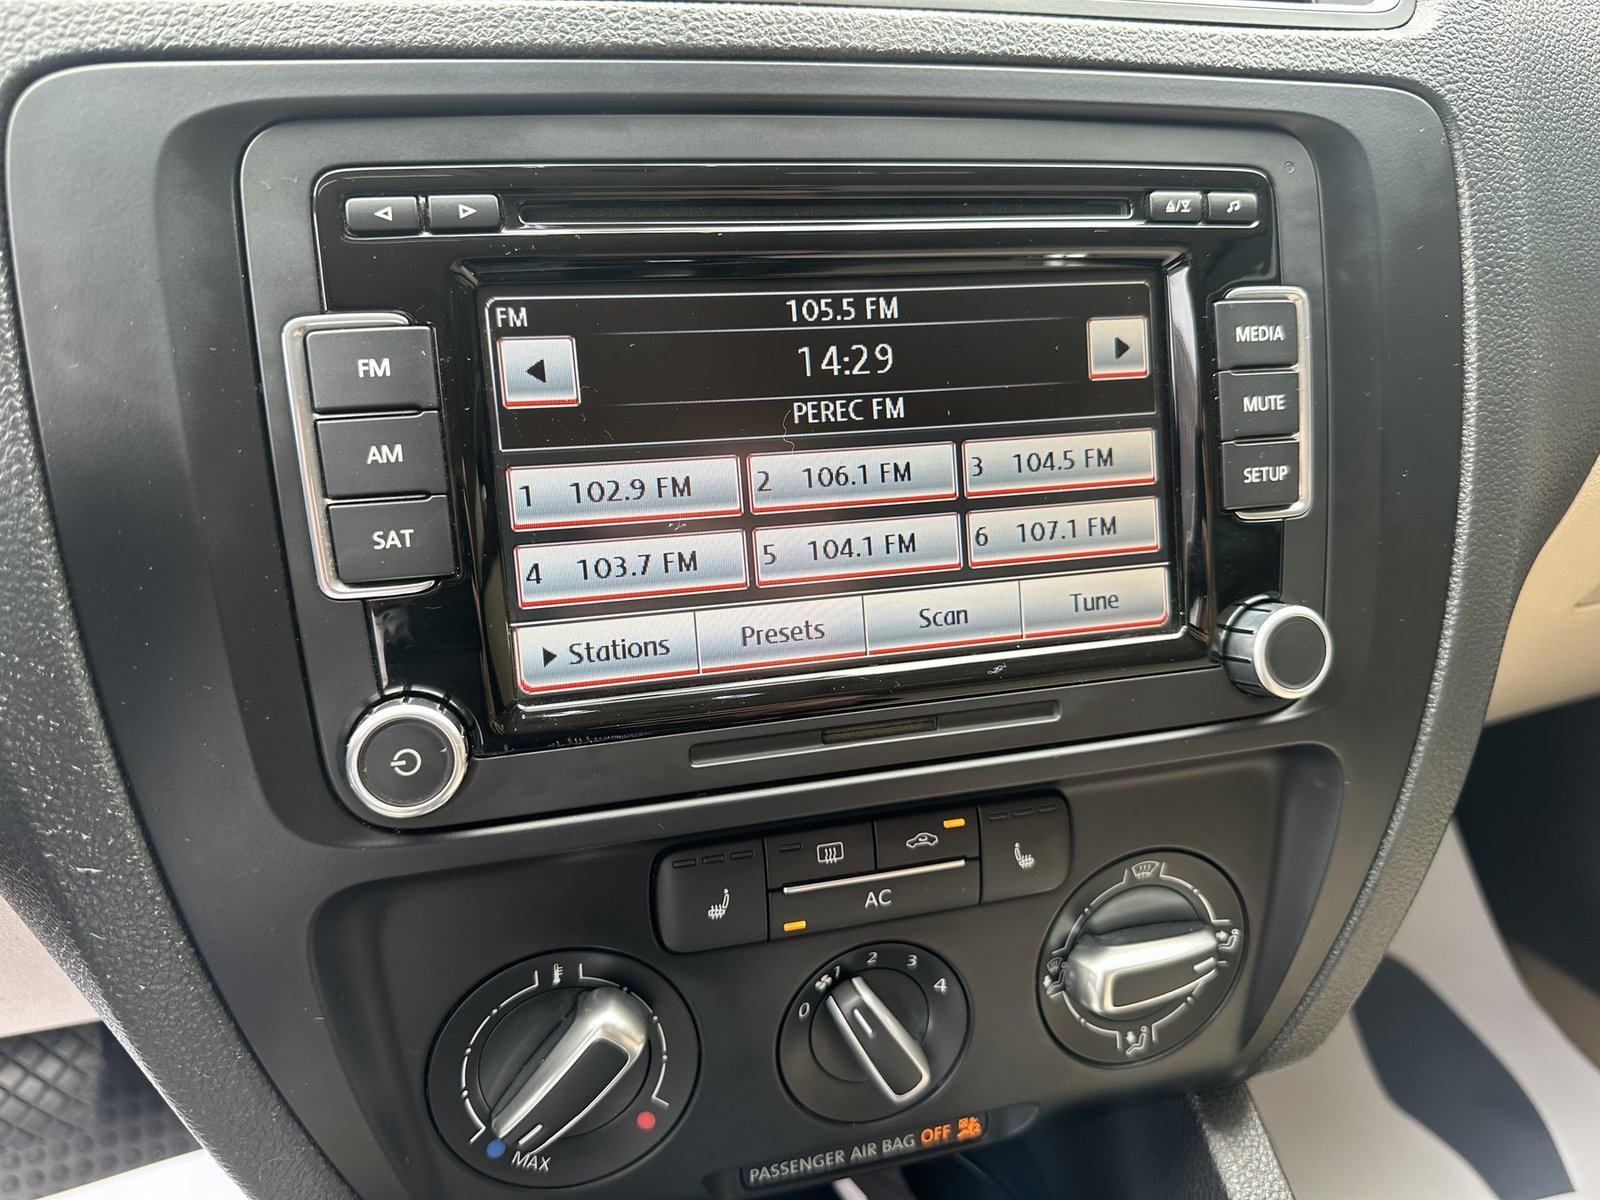 FM
AM
SAT
FM
105.5 FM
14:29
PEREC FM
1 102.9 FM
2 106.1 FM
3 104.5 FM
4 103.7 FM
5 104.1 FM
6 107.1 FM
Stations
Presets
Scan
Tune
MEDIA
MUTE
SETUP
AC
0 1 2 3 4
MAX
PASSENGER AIR BAG OFF